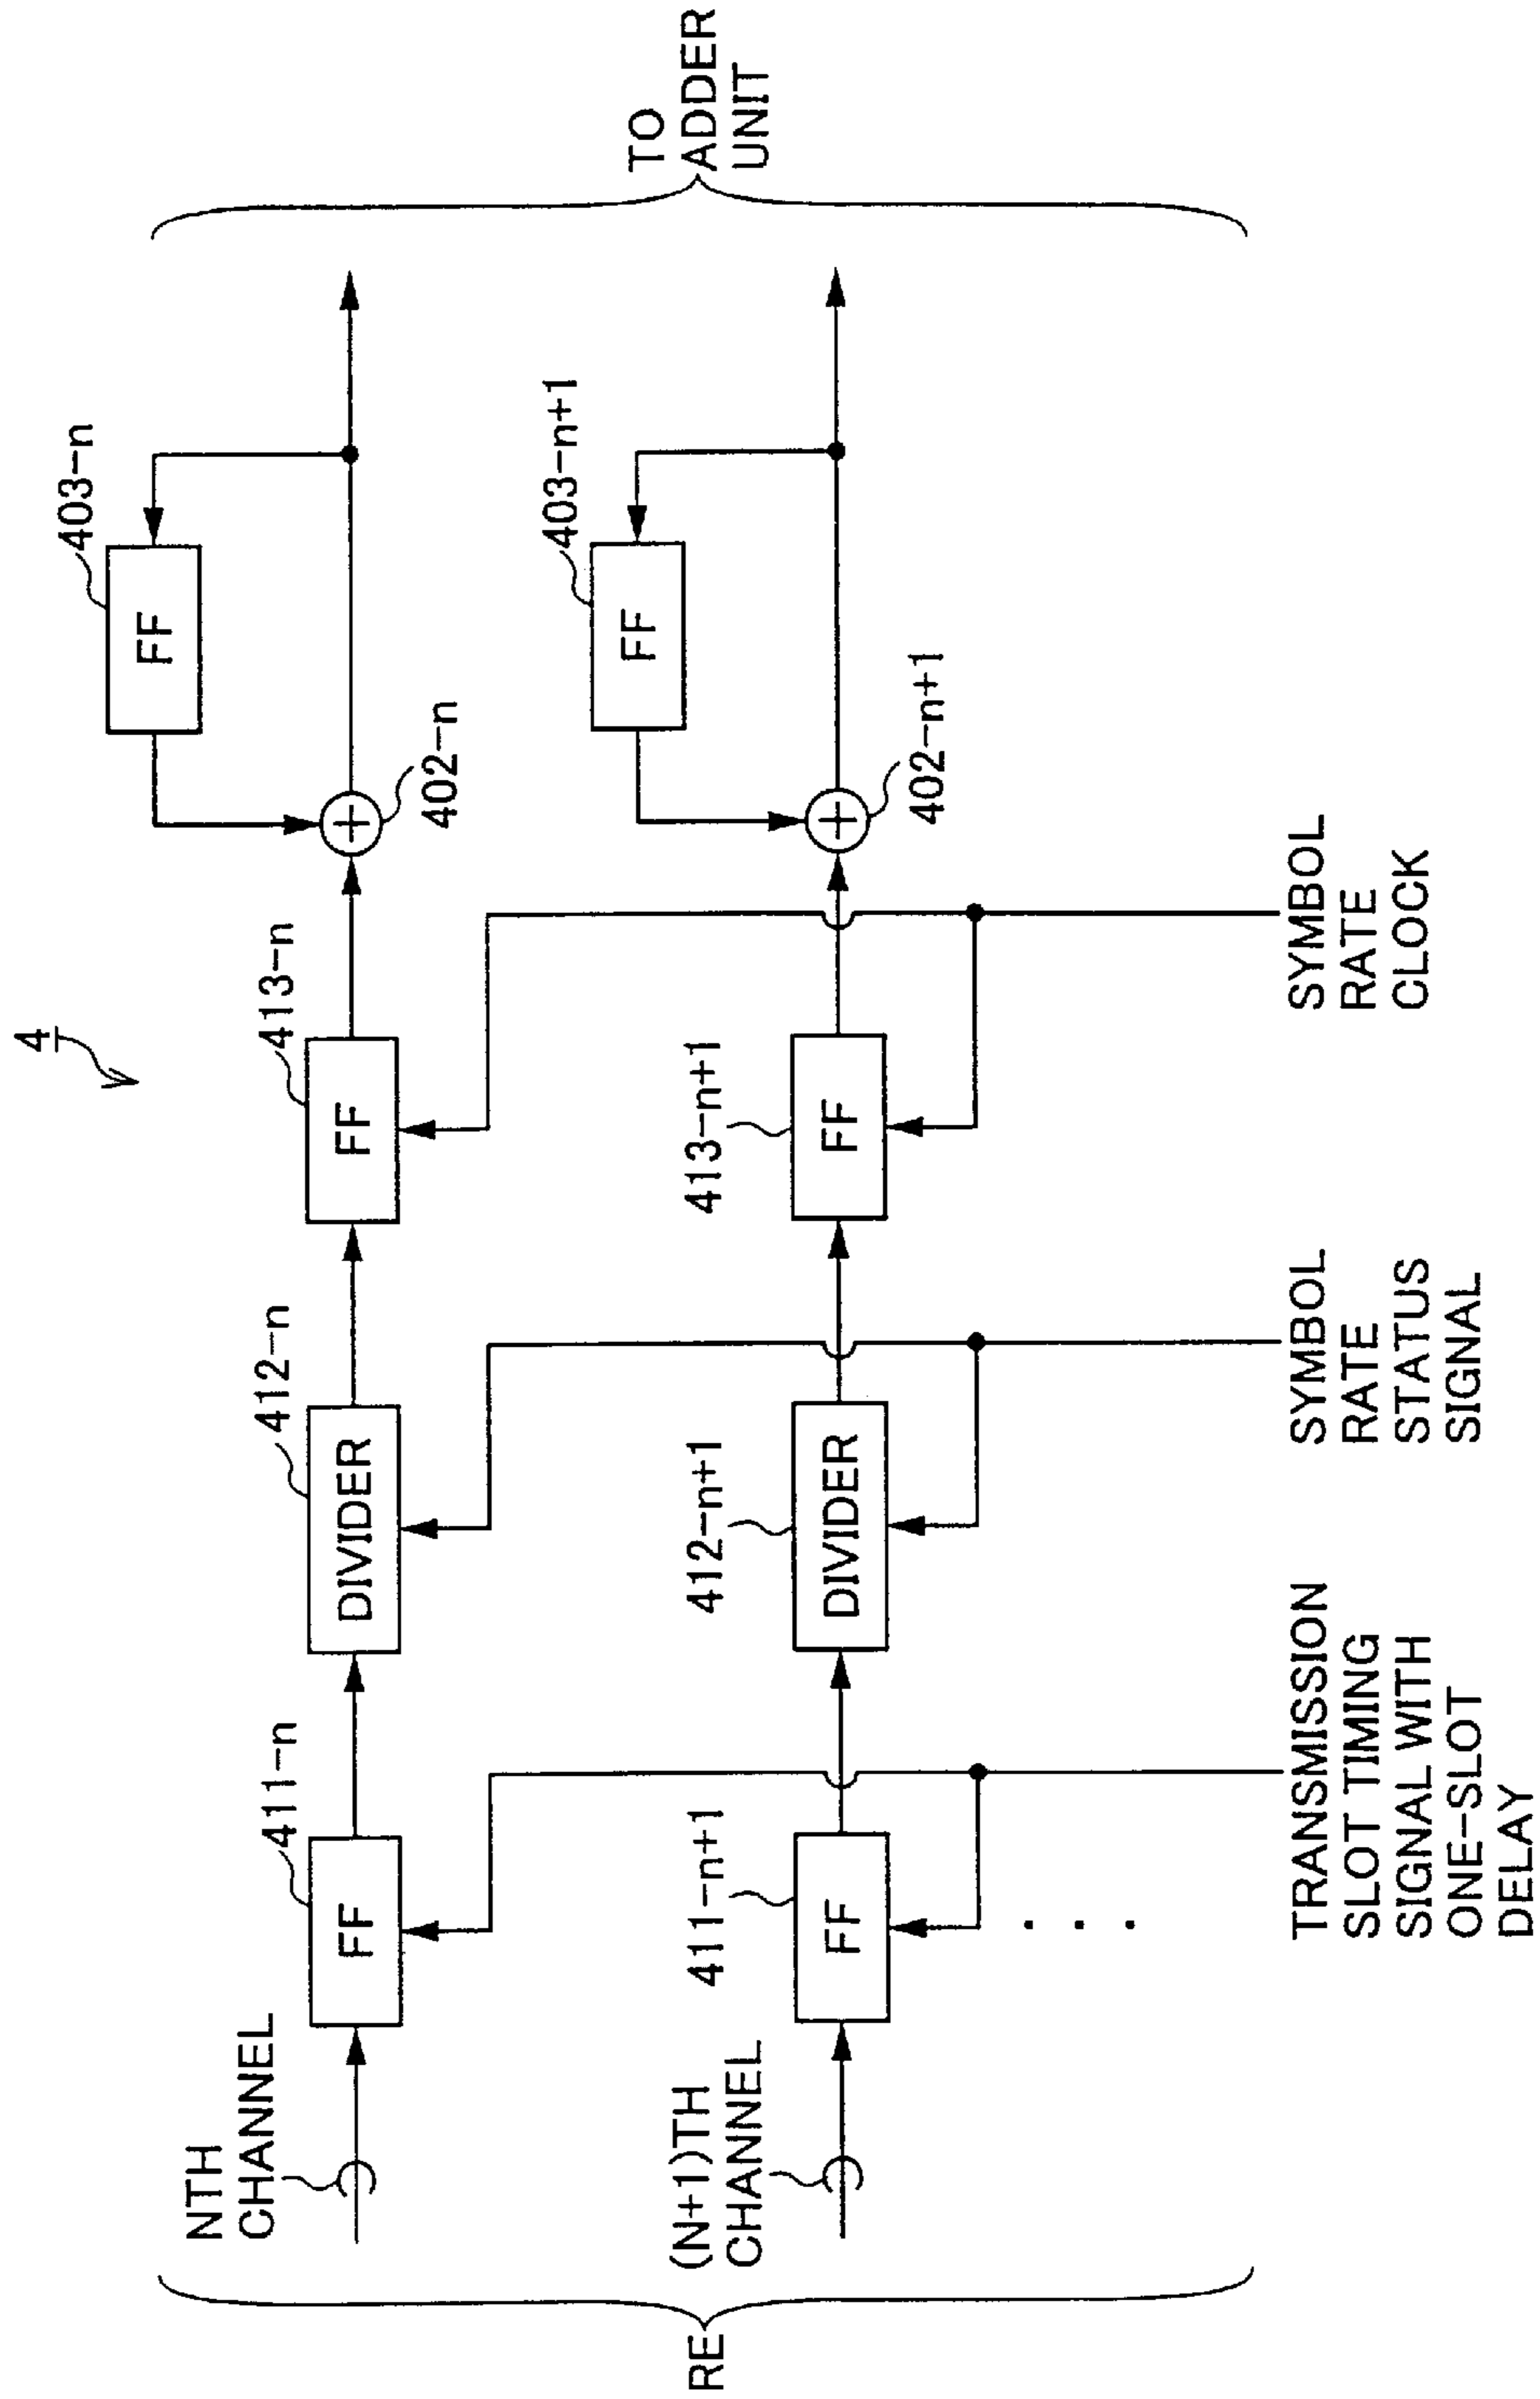 4
RE
NTH
CHANNEL
411-n
FF
412-n
DIVIDER
413-n
FF
402-n
+
403-n
FF
(N+1)TH
CHANNEL
411-n+1
FF
412-n+1
DIVIDER
413-n+1
FF
402-n+1
+
403-n+1
FF
TO
ADDER
UNIT
. . .
TRANSMISSION
SLOT TIMING
SIGNAL WITH
ONE-SLOT
DELAY
SYMBOL
RATE
STATUS
SIGNAL
SYMBOL
RATE
CLOCK